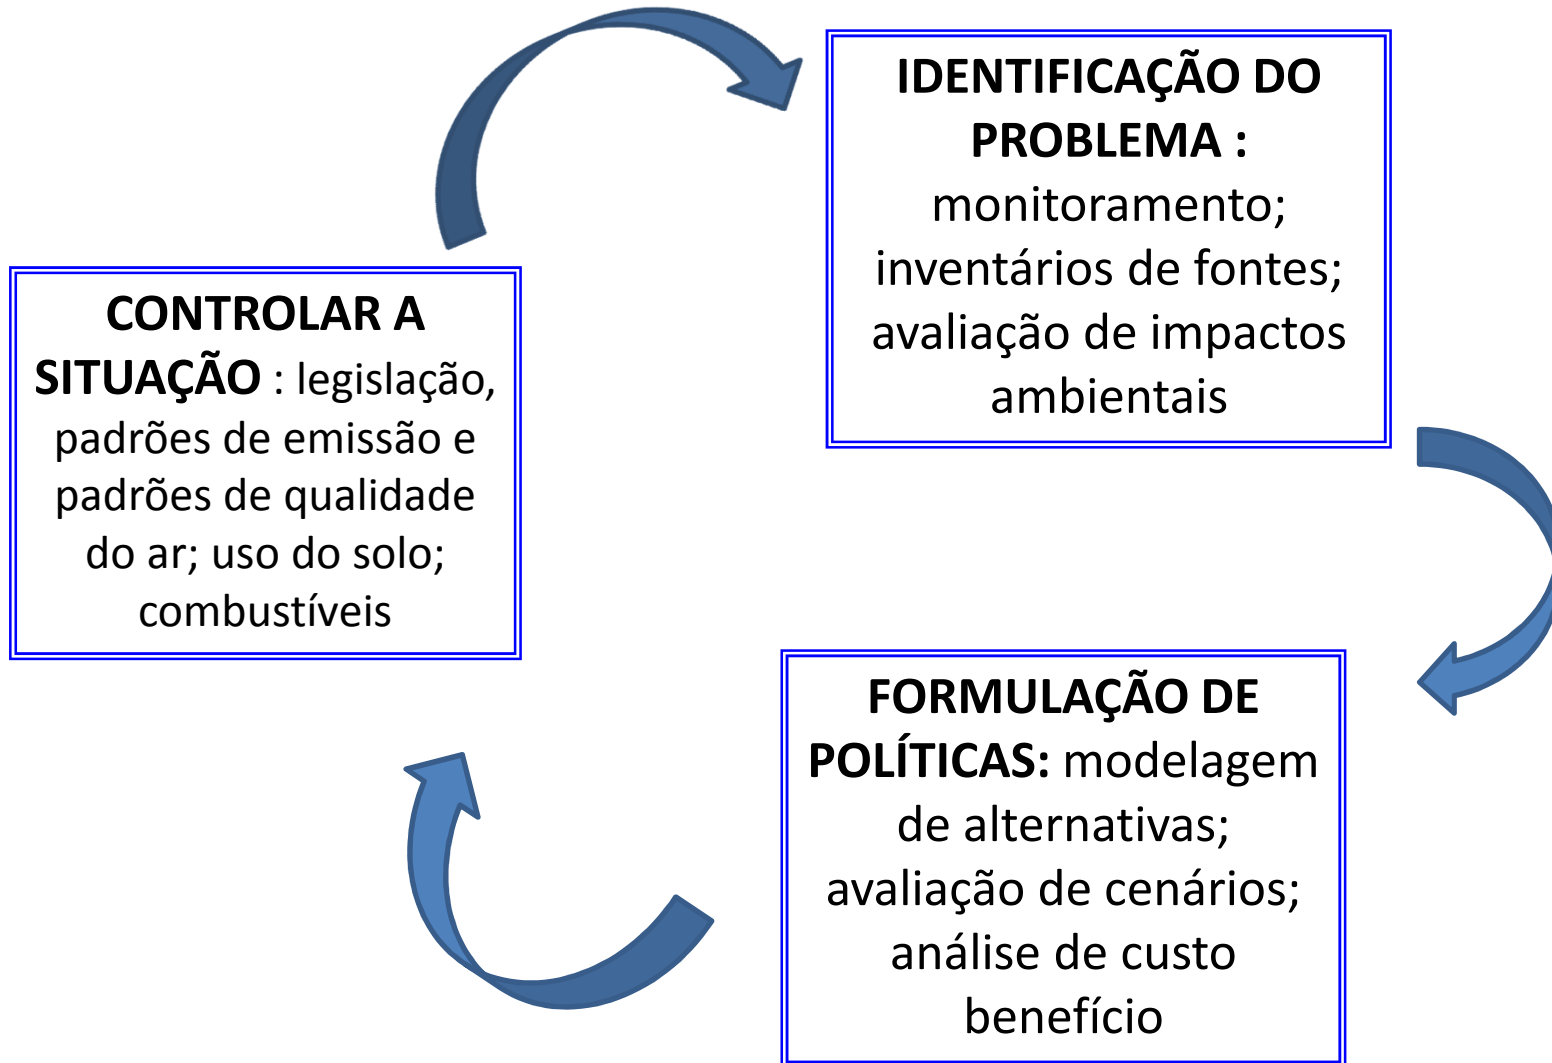 IDENTIFICAÇÃO DO
PROBLEMA :
monitoramento;
inventários de fontes;
avaliação de impactos
ambientais
CONTROLAR A
SITUAÇÃO : legislação,
padrões de emissão e
padrões de qualidade
do ar; uso do solo;
combustíveis
FORMULAÇÃO DE
POLÍTICAS: modelagem
de alternativas;
avaliação de cenários;
análise de custo
benefício